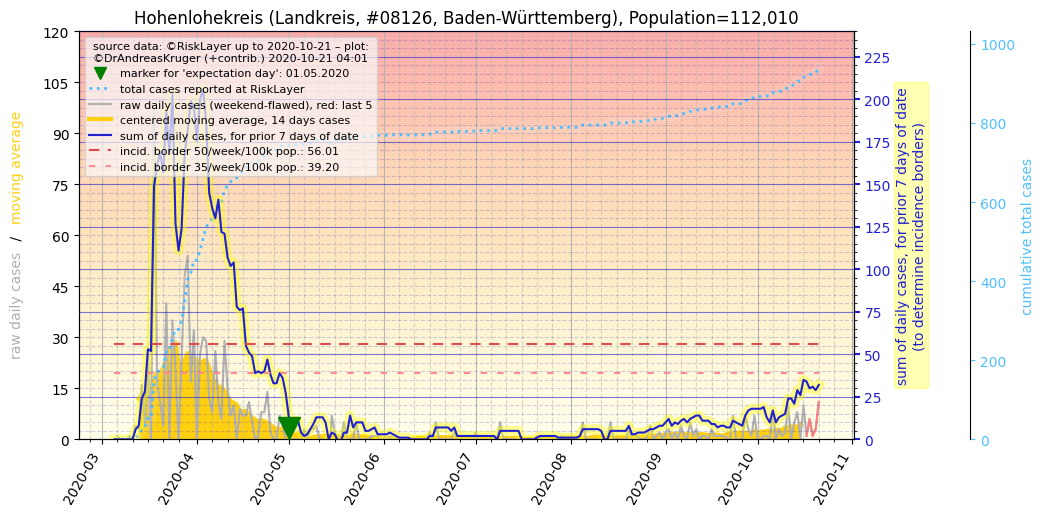 Hohenlohekreis (Landkreis, #08126, Baden-Württemberg), Population=112,010
source data: ©RiskLayer up to 2020-10-21 – plot:
©DrAndreasKruger (+contrib.) 2020-10-21 04:01
marker for 'expectation day': 01.05.2020
total cases reported at RiskLayer
raw daily cases (weekend-flawed), red: last 5
centered moving average, 14 days cases
sum of daily cases, for prior 7 days of date
incid. border 50/week/100k pop.: 56.01
incid. border 35/week/100k pop.: 39.20
raw daily cases / moving average
120
105
90
75
60
45
30
15
0
2020-03
2020-04
2020-05
2020-06
2020-07
2020-08
2020-09
2020-10
2020-11
225
200
175
150
125
100
75
50
25
0
sum of daily cases, for prior 7 days of date
(to determine incidence borders)
1000
800
600
400
200
0
cumulative total cases